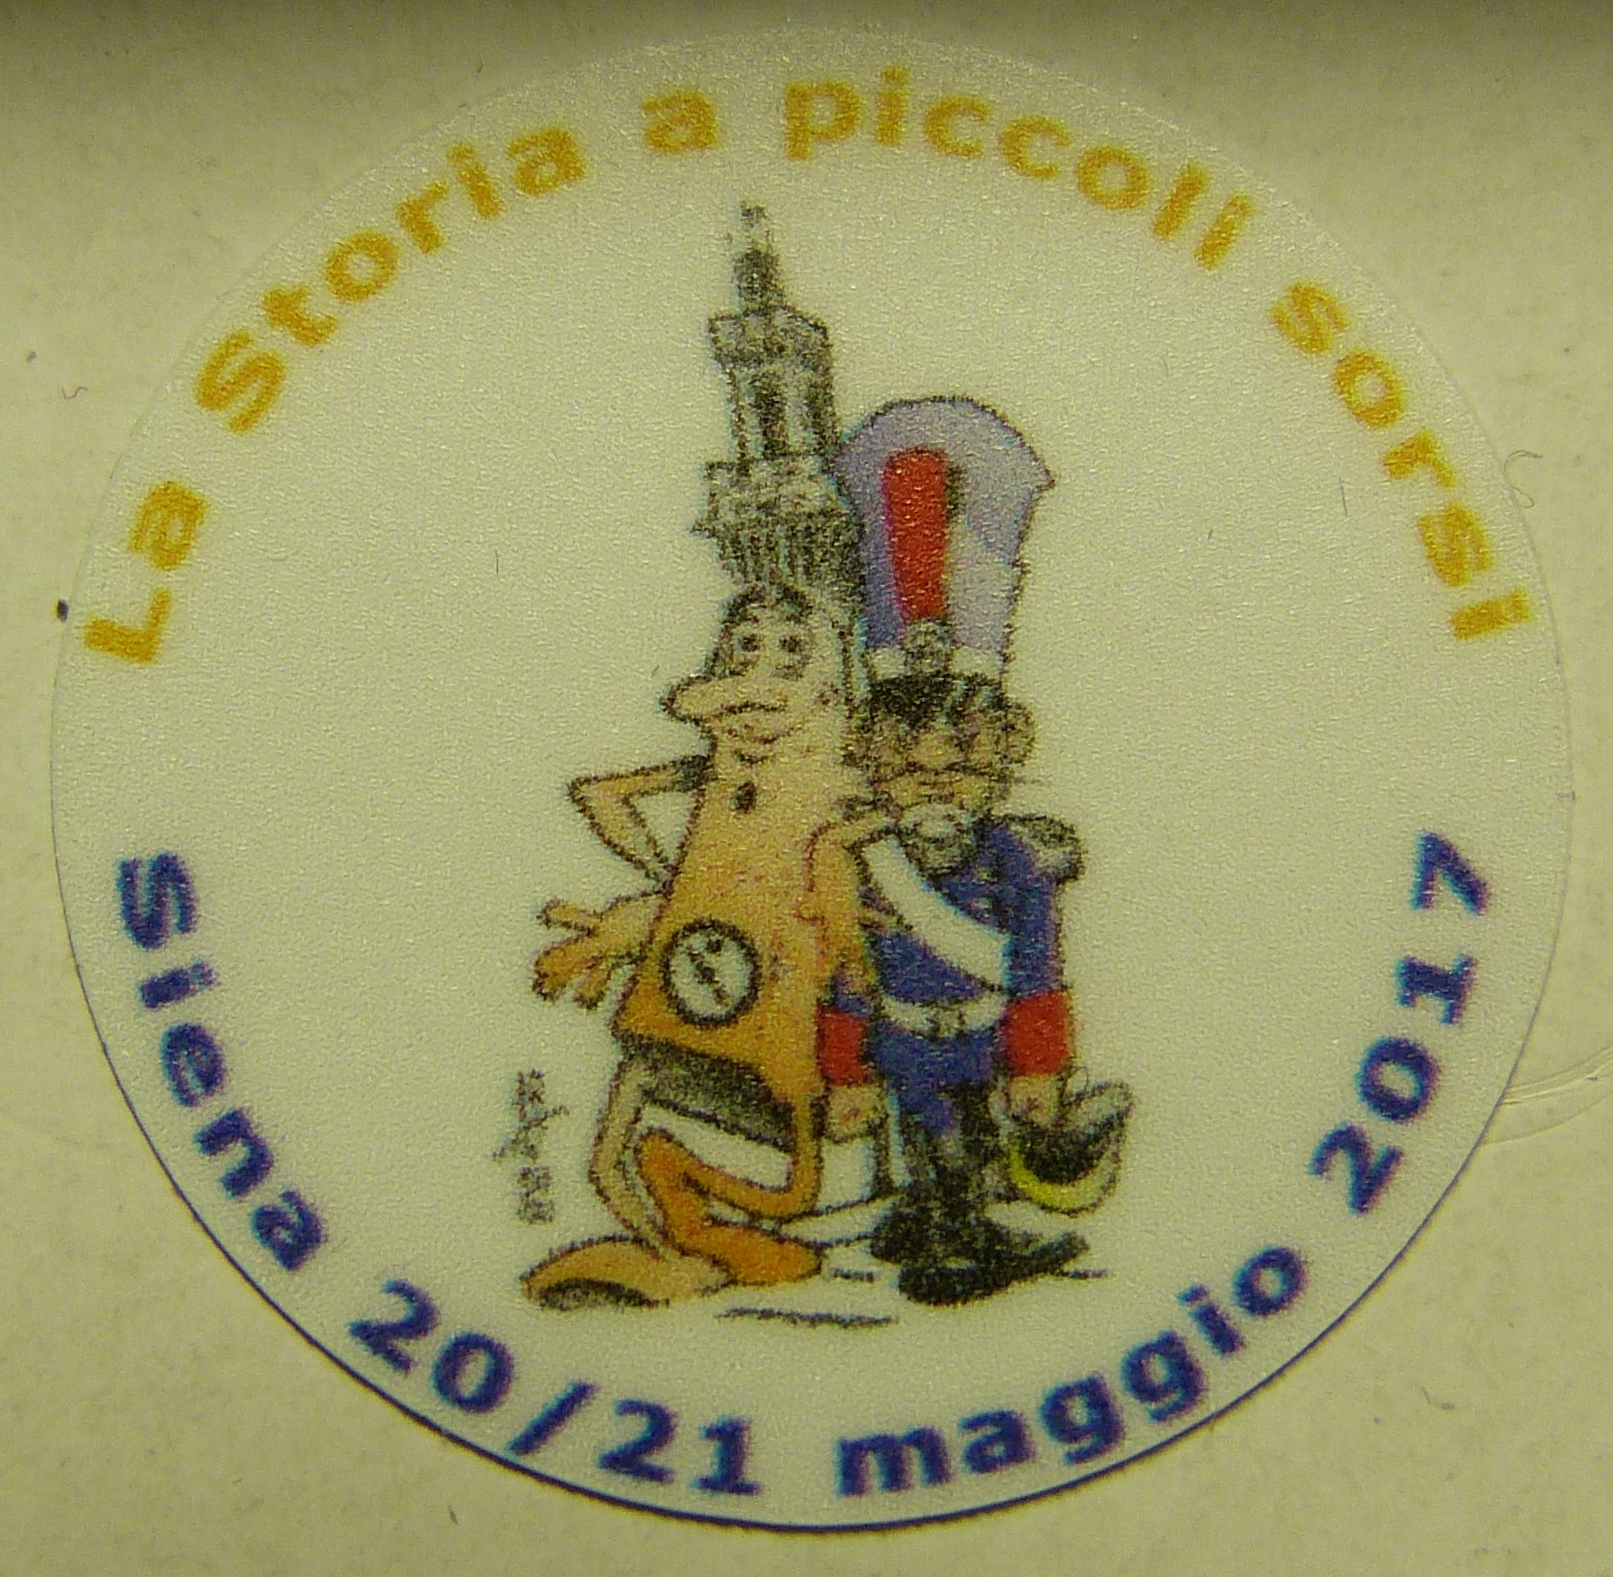 La Storia a piccoli sorsi
Siena 20/21 maggio 2017